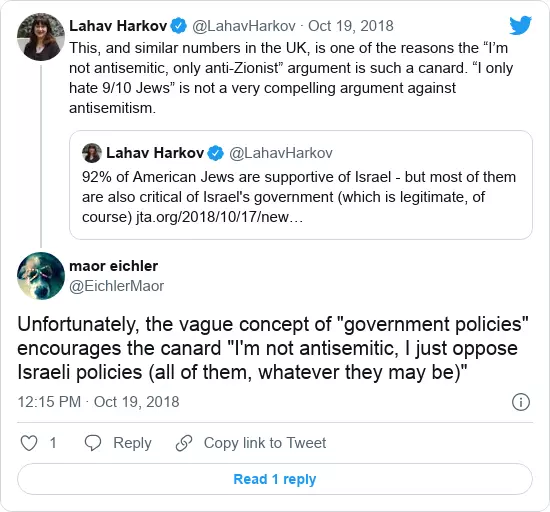 Lahav Harkov @LahavHarkov · Oct 19, 2018
This, and similar numbers in the UK, is one of the reasons the “I’m
not antisemitic, only anti-Zionist” argument is such a canard. “I only
hate 9/10 Jews” is not a very compelling argument against
antisemitism.
Lahav Harkov @LahavHarkov
92% of American Jews are supportive of Israel - but most of them
are also critical of Israel's government (which is legitimate, of
course) jta.org/2018/10/17/new…
maor eichler
@EichlerMaor
Unfortunately, the vague concept of "government policies"
encourages the canard "I'm not antisemitic, I just oppose
Israeli policies (all of them, whatever they may be)"
12:15 PM · Oct 19, 2018
1 Reply Copy link to Tweet
Read 1 reply